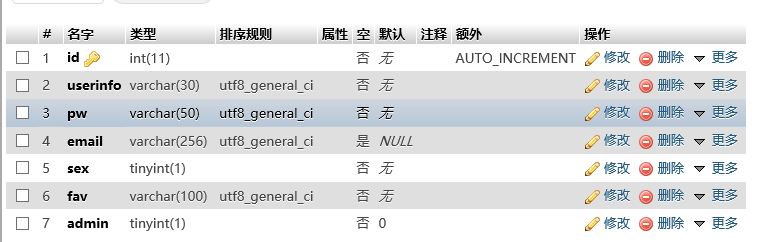 # 名字 类型 排序规则 属性 空 默认 注释 额外 操作
1 id int(11) 否 无 AUTO_INCREMENT 修改 删除 更多
2 userinfo varchar(30) utf8_general_ci 否 无 修改 删除 更多
3 pw varchar(50) utf8_general_ci 否 无 修改 删除 更多
4 email varchar(256) utf8_general_ci 是 NULL 修改 删除 更多
5 sex tinyint(1) 否 无 修改 删除 更多
6 fav varchar(100) utf8_general_ci 否 无 修改 删除 更多
7 admin tinyint(1) 否 0 修改 删除 更多